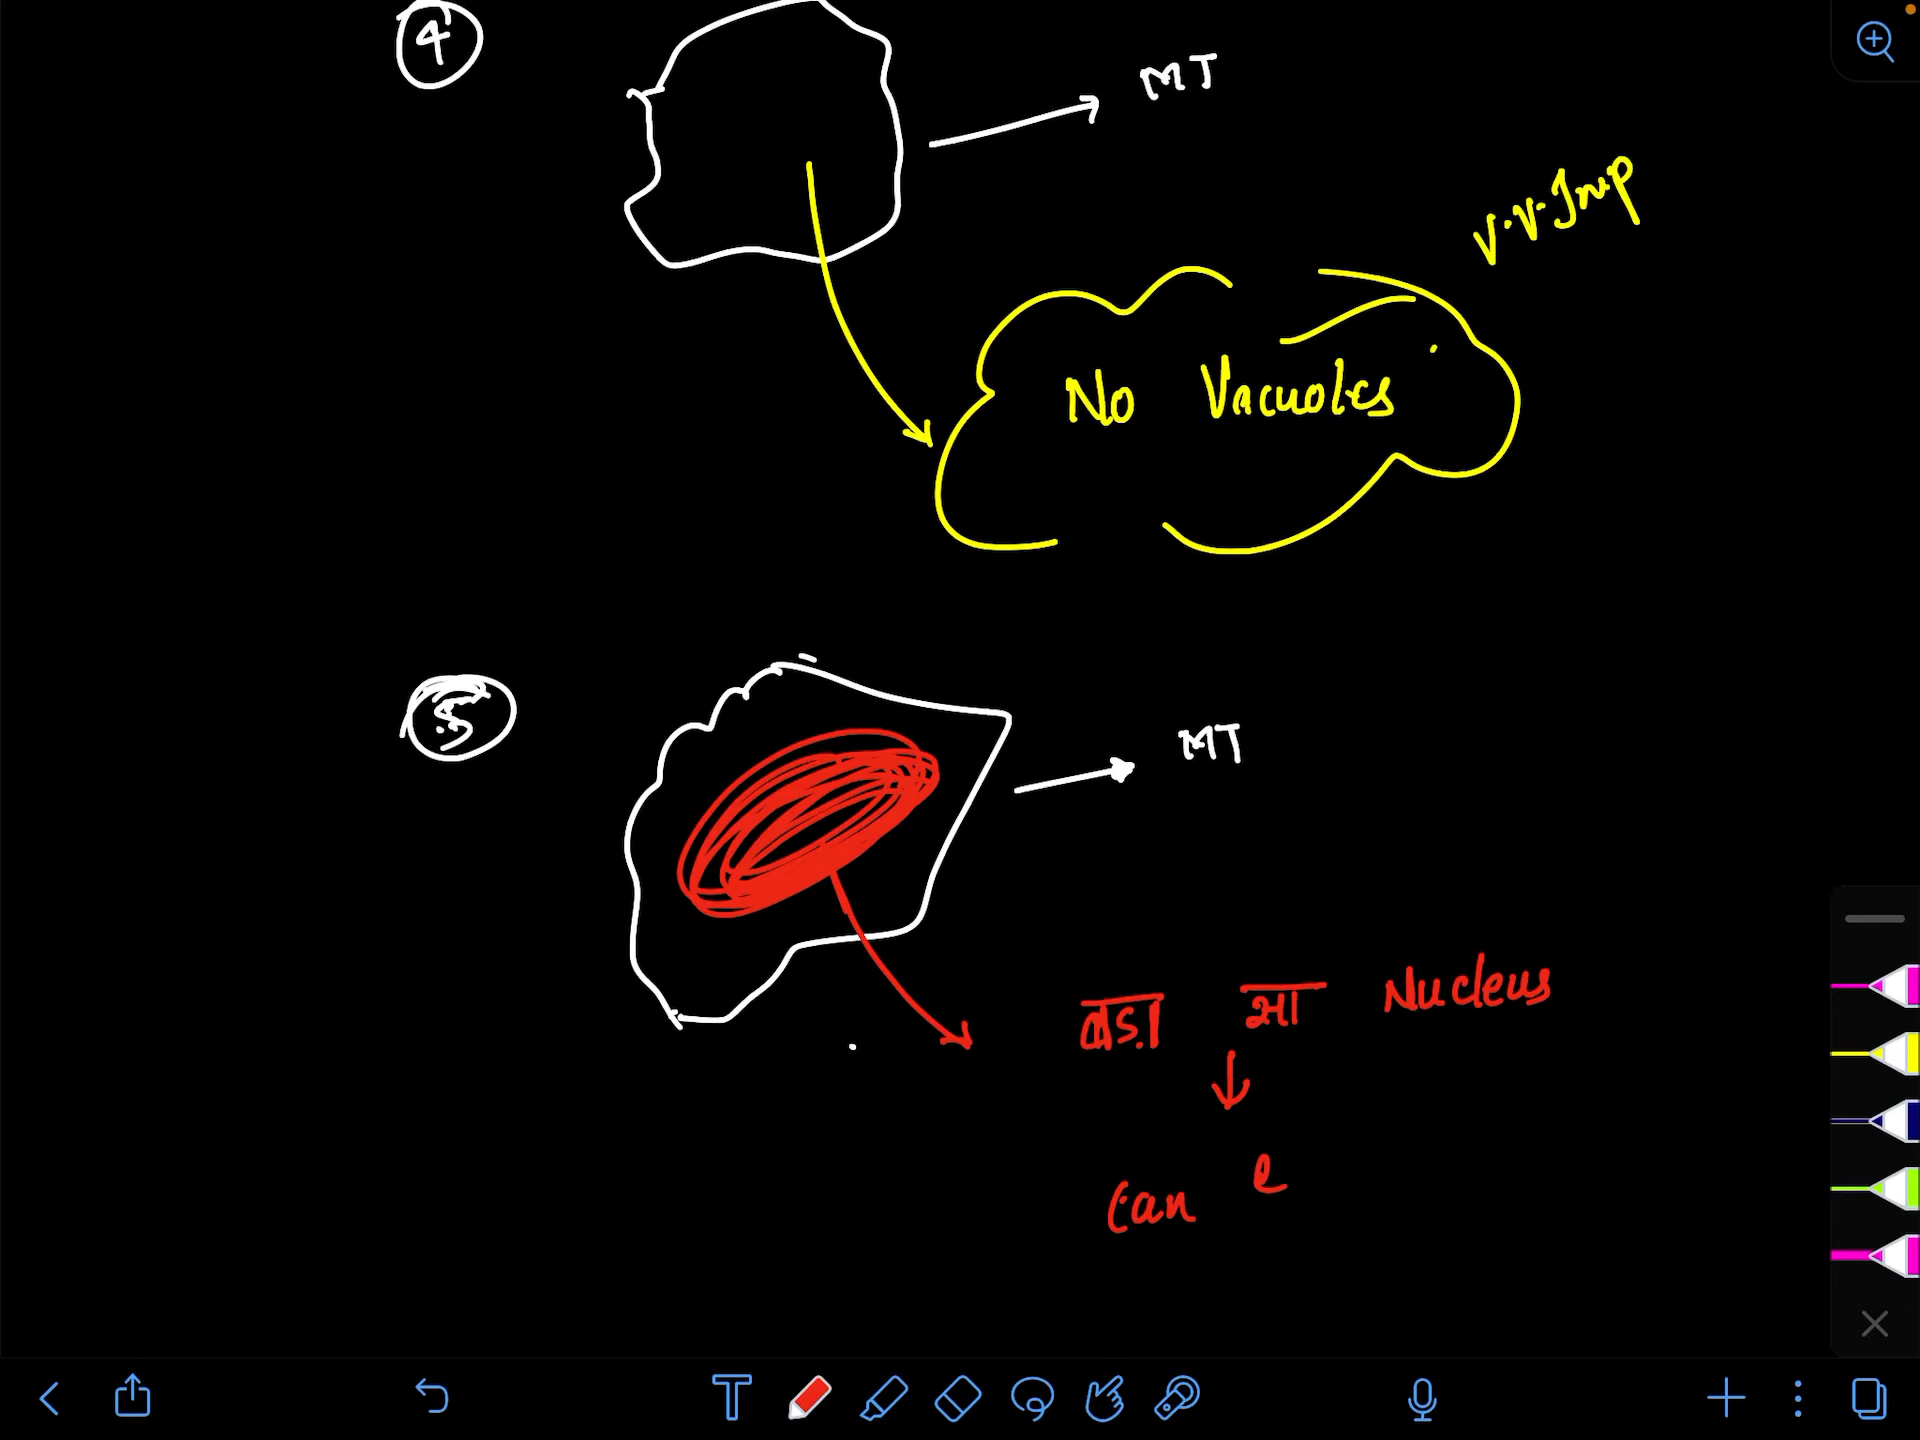 4
MT
V.V.Imp
No Vacuoles
5
MT
बड़ा सा Nucleus
Can e